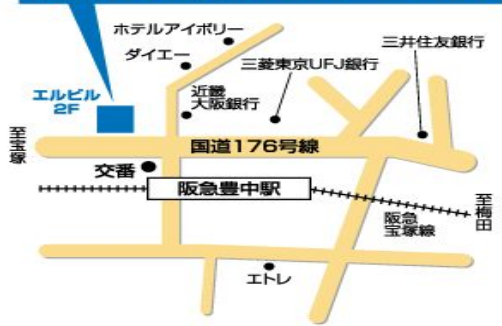 ホテルアイボリー
ダイエー
三井住友銀行
三菱東京UFJ銀行
近畿
大阪銀行
エルビル
2F
至宝塚
国道176号線
交番
阪急豊中駅
至梅田
阪急
宝塚線
エトレ